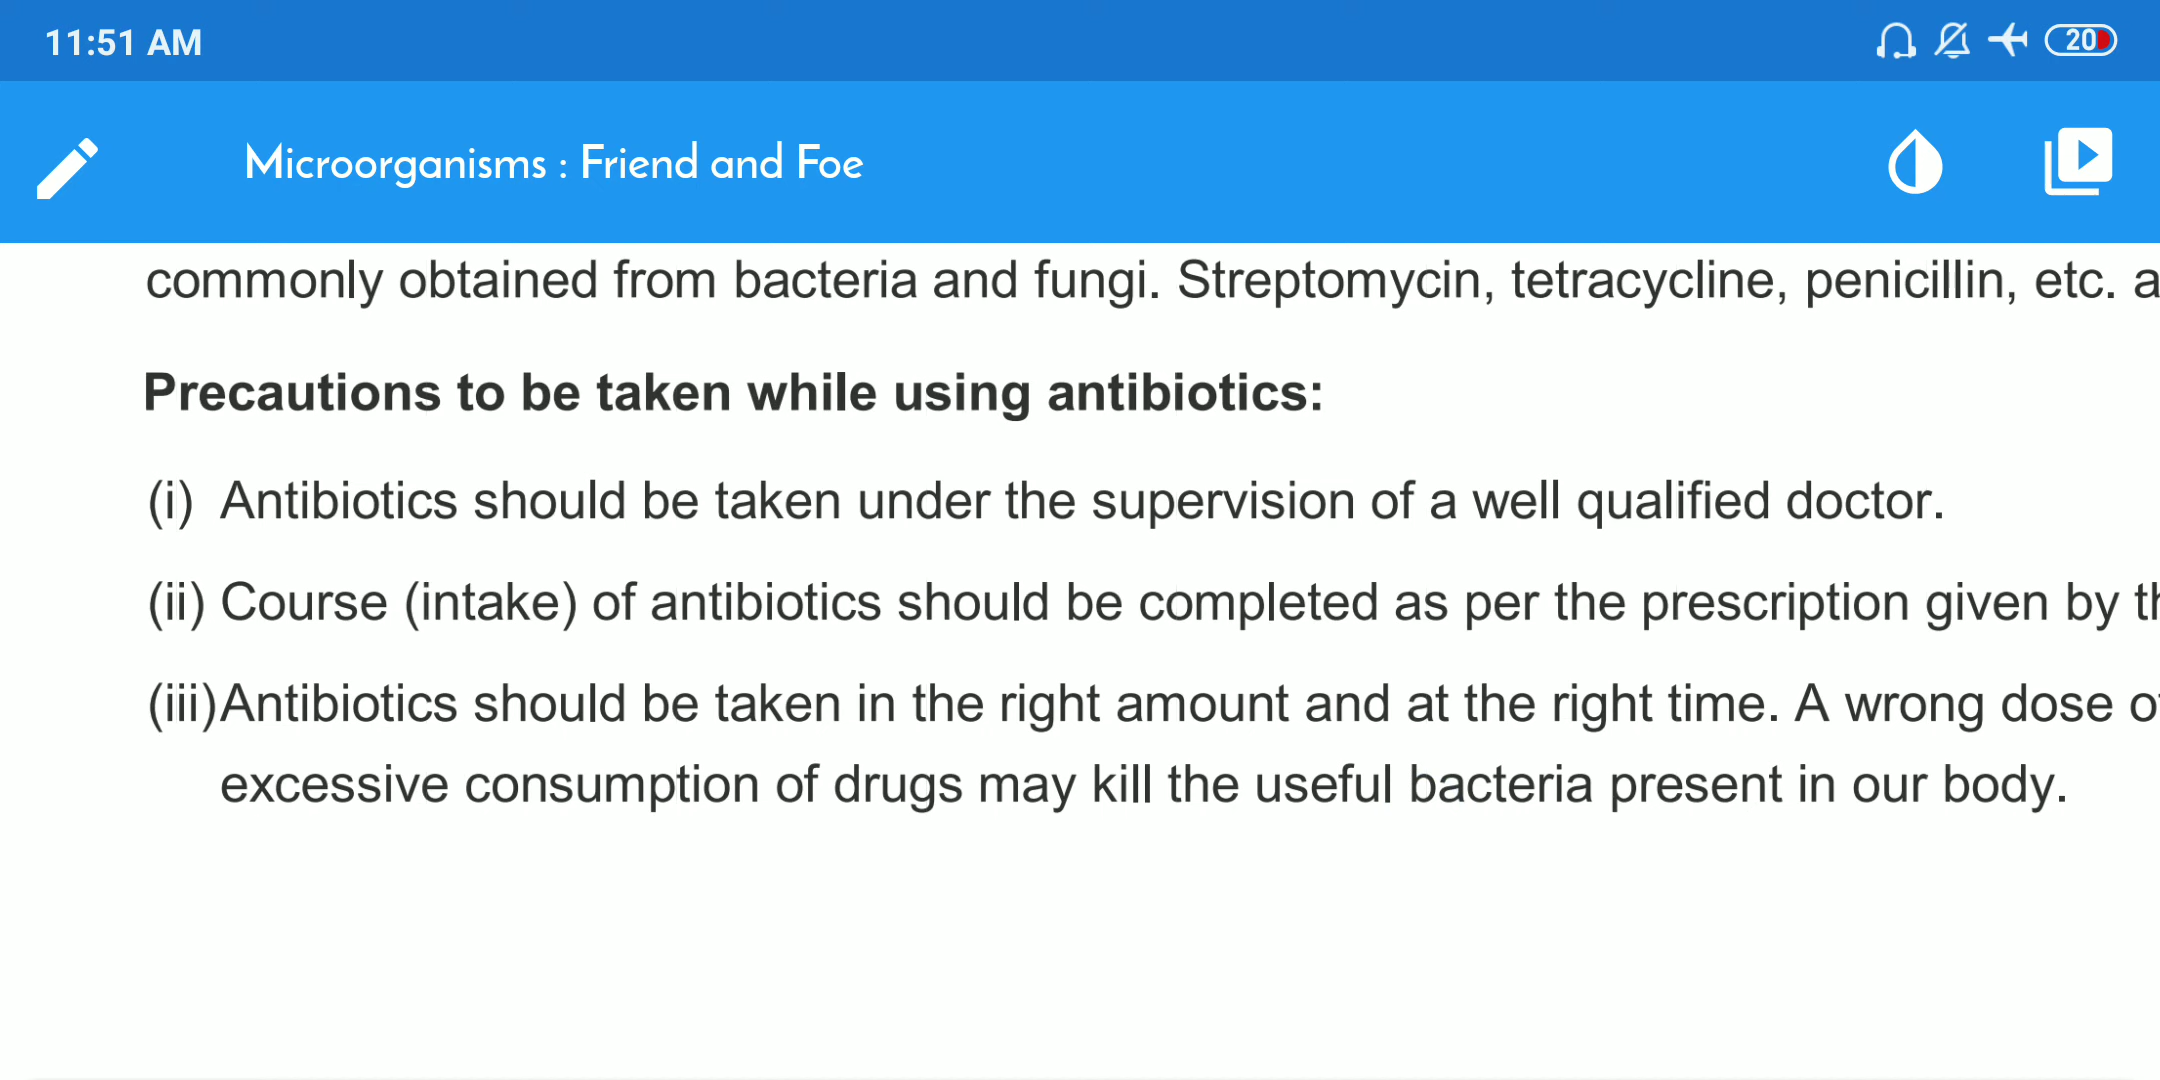 11:51 AM
20
Microorganisms : Friend and Foe
commonly obtained from bacteria and fungi. Streptomycin, tetracycline, penicillin, etc.
Precautions to be taken while using antibiotics:
(i) Antibiotics should be taken under the supervision of a well qualified doctor.
(ii) Course (intake) of antibiotics should be completed as per the prescription given by
(iii)Antibiotics should be taken in the right amount and at the right time. A wrong dose
excessive consumption of drugs may kill the useful bacteria present in our body.